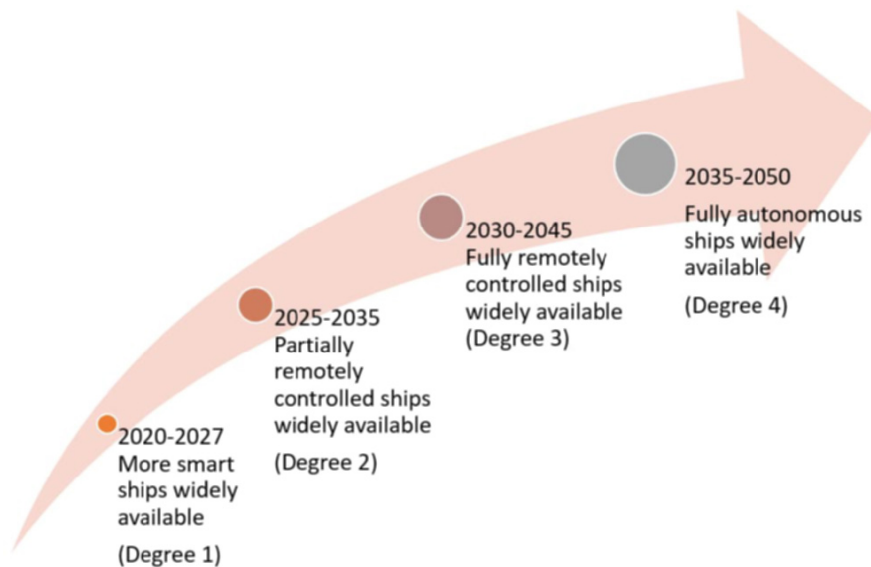 2020-2027
More smart
ships widely
available
(Degree 1)
2025-2035
Partially
remotely
controlled ships
widely available
(Degree 2)
2030-2045
Fully remotely
controlled ships
widely available
(Degree 3)
2035-2050
Fully autonomous
ships widely
available
(Degree 4)